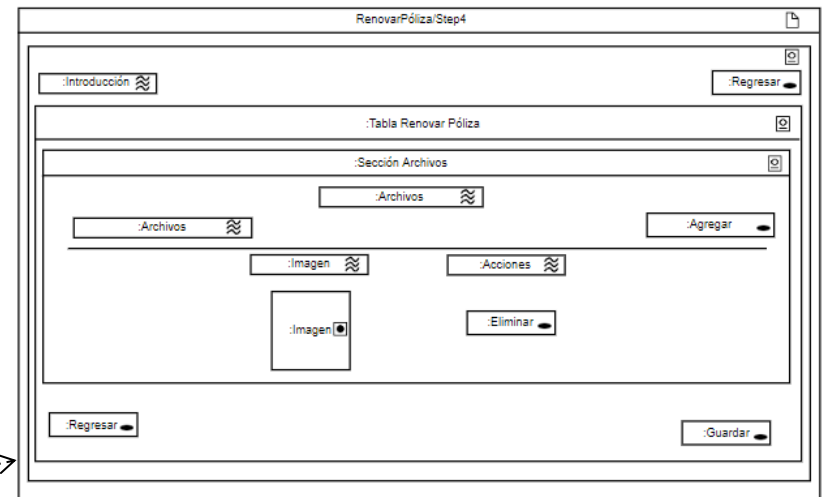 RenovarPóliza/Step4
:Introducción
:Regresar
:Tabla Renovar Póliza
:Sección Archivos
:Archivos
:Archivos
:Agregar
:Imagen
:Acciones
:Imagen
:Eliminar
:Regresar
:Guardar